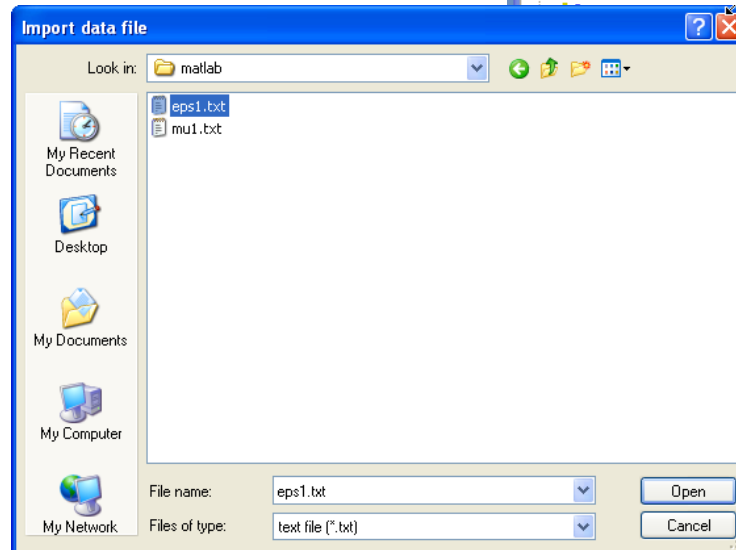 Import data file
Look in:
matlab
eps1.txt
mu1.txt
My Recent
Documents
Desktop
My Documents
My Computer
My Network
File name:
eps1.txt
Open
Files of type:
text file (*.txt)
Cancel